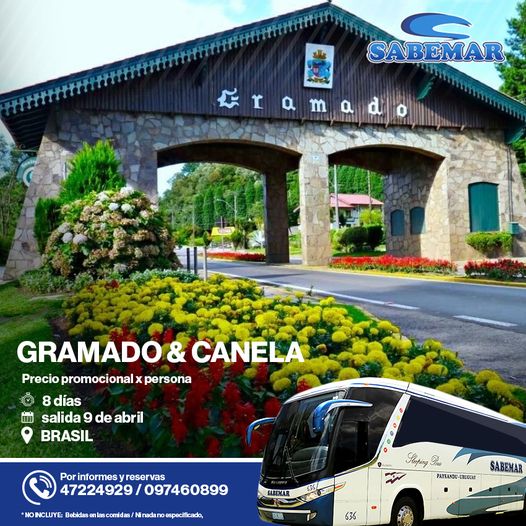 SABEMAR
Gramado
GRAMADO & CANELA
Precio promocional x persona
8 días
salida 9 de abril
BRASIL
Por informes y reservas
47224929 / 097460899
* NO INCLUYE: Bebidas en las comidas / Ni nada no especificado,
Sleeping Bus
SABEMAR
PAYSANDU - URUGUAY
636
SABEMAR
636